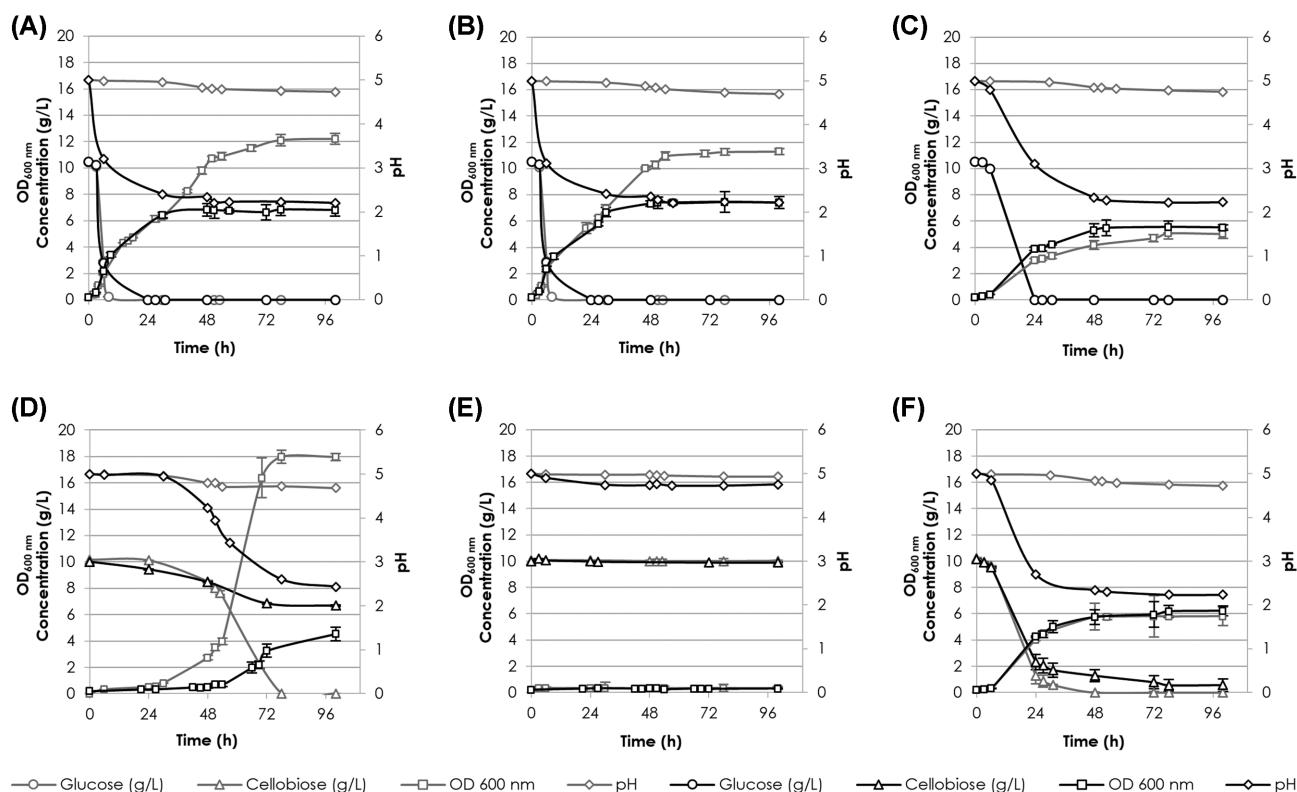 (A)
20
18
16
14
12
10
8
6
4
2
0
OD600 nm
Concentration (g/L)
6
5
4
3
2
1
0
pH
0 24 48 72 96
Time (h)
(B)
20
18
16
14
12
10
8
6
4
2
0
OD600 nm
Concentration (g/L)
6
5
4
3
2
1
0
pH
0 24 48 72 96
Time (h)
(C)
20
18
16
14
12
10
8
6
4
2
0
OD600 nm
Concentration (g/L)
6
5
4
3
2
1
0
pH
0 24 48 72 96
Time (h)
(D)
20
18
16
14
12
10
8
6
4
2
0
OD600 nm
Concentration (g/L)
6
5
4
3
2
1
0
pH
0 24 48 72 96
Time (h)
(E)
20
18
16
14
12
10
8
6
4
2
0
OD600 nm
Concentration (g/L)
6
5
4
3
2
1
0
pH
0 24 48 72 96
Time (h)
(F)
20
18
16
14
12
10
8
6
4
2
0
OD600 nm
Concentration (g/L)
6
5
4
3
2
1
0
pH
0 24 48 72 96
Time (h)
Glucose (g/L) Cellobiose (g/L) OD 600 nm pH Glucose (g/L) Cellobiose (g/L) OD 600 nm pH